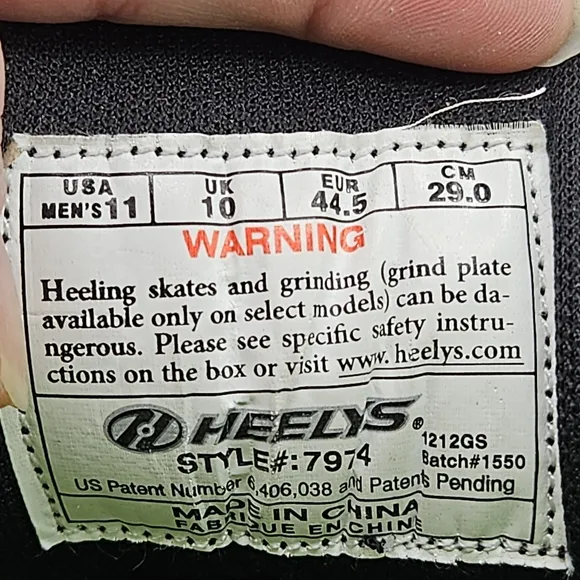 USA UK EUR CM
MEN'S 11 10 44.5 29.0
WARNING
Heeling skates and grinding (grind plate
available only on select models) can be da-
ngerous. Please see specific safety instru-
ctions on the box or visit www.heelys.com
HEELYS®
1212GS
STYLE#:7974
Batch#1550
US Patent Number 6,406,038 and Patents Pending
MADE IN CHINA
FABRIQUE EN CHINE